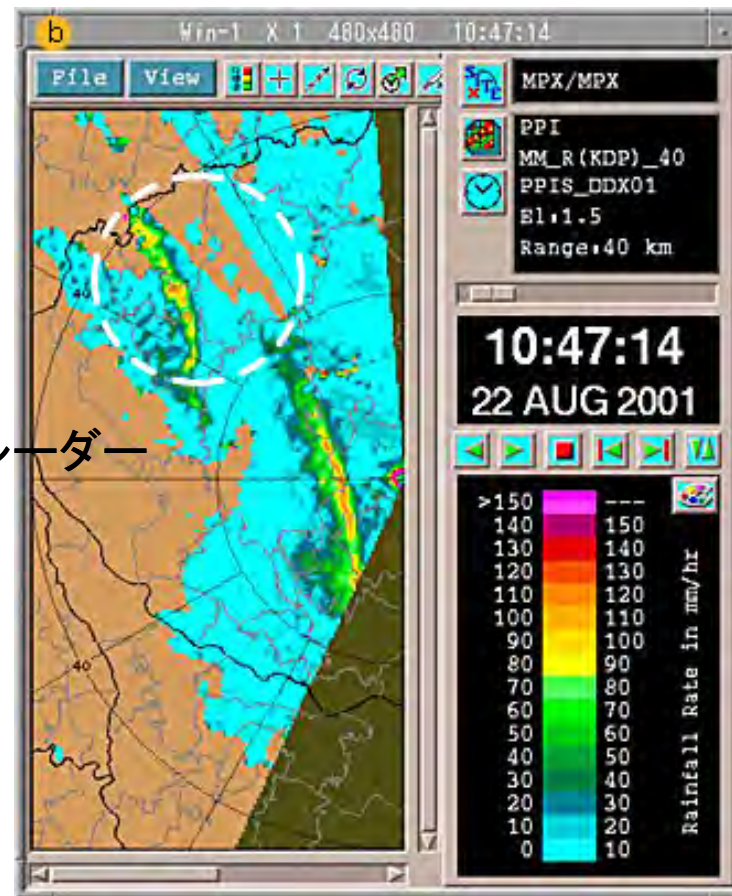 b
Win-1 X 1 480x480 10:47:14
File View
SITE
MPX/MPX
PPI
MM_R(KDP)_40
PPIS_DDX01
El:1.5
Range:40 km
10:47:14
22 AUG 2001
40
レーダー
40
>150 ---
140 150
130 140
120 130
110 120
100 110
90 100
80 90
70 80
60 70
50 60
40 50
30 40
20 30
10 20
0 10
Rainfall Rate in mm/hr